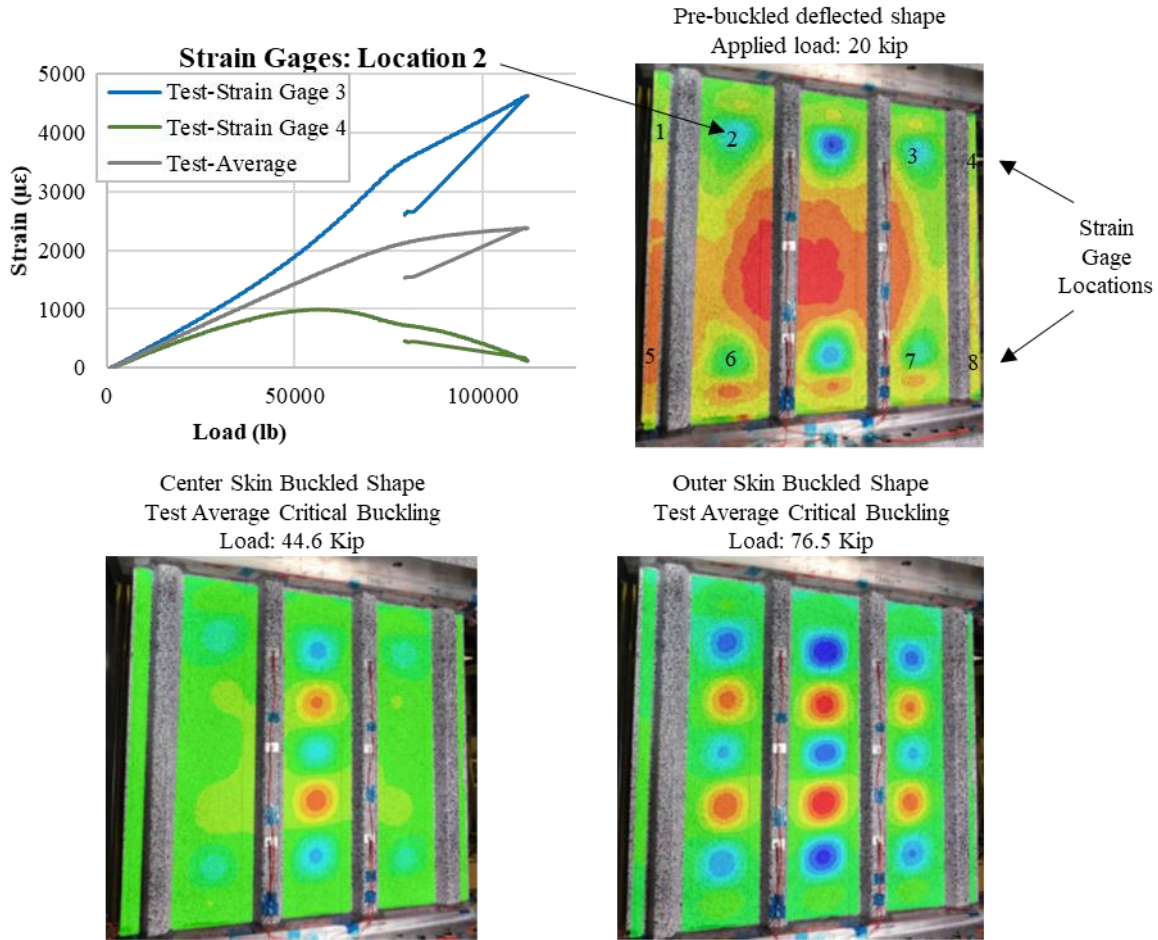 Pre-buckled deflected shape
Applied load: 20 kip
Strain Gages: Location 2
5000
4000
3000
2000
1000
0
Strain (με)
Test-Strain Gage 3
Test-Strain Gage 4
Test-Average
0
50000
100000
Load (lb)
1
2
3
4
5
6
7
8
Strain
Gage
Locations
Center Skin Buckled Shape
Test Average Critical Buckling
Load: 44.6 Kip
Outer Skin Buckled Shape
Test Average Critical Buckling
Load: 76.5 Kip